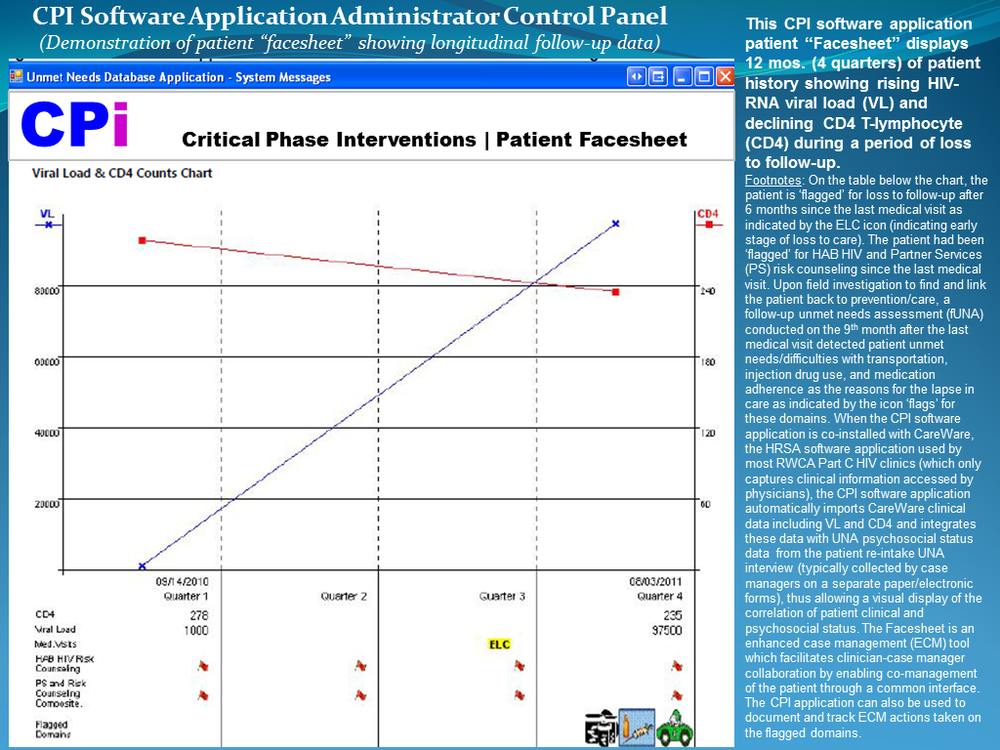 CPI Software Application Administrator Control Panel
(Demonstration of patient “facesheet” showing longitudinal follow-up data)
Unmet Needs Database Application - System Messages
CPi
Critical Phase Interventions | Patient Facesheet
Viral Load & CD4 Counts Chart
VL
CD4
80000
240
60000
180
40000
120
20000
60
09/14/2010
08/03/2011
Quarter 1
Quarter 2
Quarter 3
Quarter 4
CD4
278
235
Viral Load
1000
97500
Med.Visits
ELC
HAB HIV Risk
Counseling
PS and Risk
Counseling
Composite.
Flagged
Domains
This CPI software application
patient “Facesheet” displays
12 mos. (4 quarters) of patient
history showing rising HIV-
RNA viral load (VL) and
declining CD4 T-lymphocyte
(CD4) during a period of loss
to follow-up.
Footnotes: On the table below the chart, the
patient is ‘flagged’ for loss to follow-up after
6 months since the last medical visit as
indicated by the ELC icon (indicating early
stage of loss to care). The patient had been
‘flagged’ for HAB HIV and Partner Services
(PS) risk counseling since the last medical
visit. Upon field investigation to find and link
the patient back to prevention/care, a
follow-up unmet needs assessment (fUNA)
conducted on the 9th month after the last
medical visit detected patient unmet
needs/difficulties with transportation,
injection drug use, and medication
adherence as the reasons for the lapse in
care as indicated by the icon ‘flags’ for
these domains. When the CPI software
application is co-installed with CareWare,
the HRSA software application used by
most RWCA Part C HIV clinics (which only
captures clinical information accessed by
physicians), the CPI software application
automatically imports CareWare clinical
data including VL and CD4 and integrates
these data with UNA psychosocial status
data from the patient re-intake UNA
interview (typically collected by case
managers on a separate paper/electronic
forms), thus allowing a visual display of the
correlation of patient clinical and
psychosocial status. The Facesheet is an
enhanced case management (ECM) tool
which facilitates clinician-case manager
collaboration by enabling co-management
of the patient through a common interface.
The CPI application can also be used to
document and track ECM actions taken on
the flagged domains.